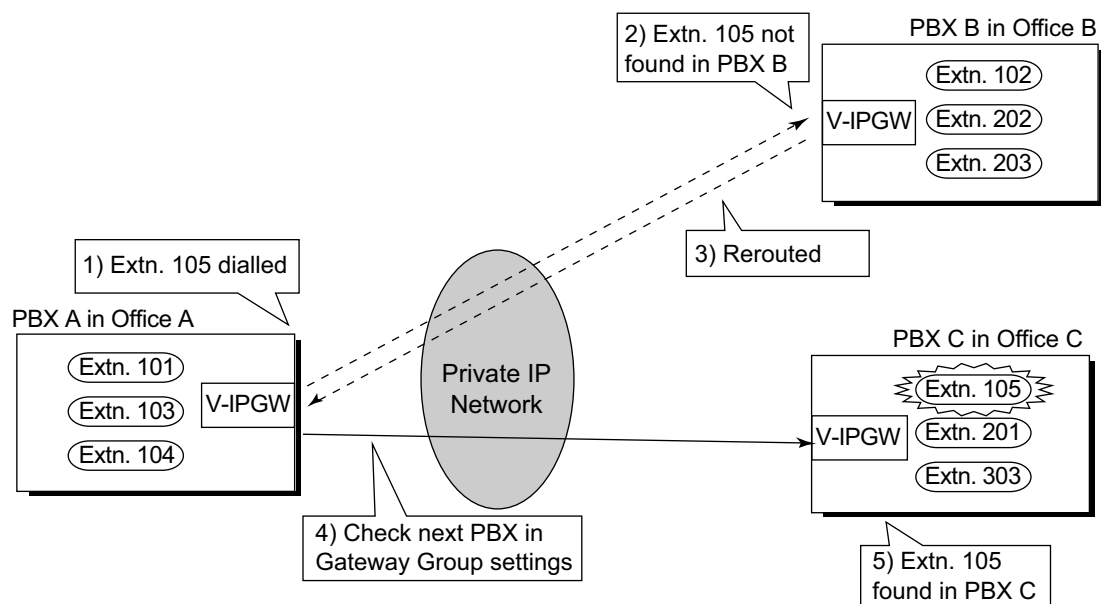 2) Extn. 105 not
found in PBX B
PBX B in Office B
Extn. 102
V-IPGW
Extn. 202
Extn. 203
3) Rerouted
1) Extn. 105 dialled
PBX A in Office A
Extn. 101
V-IPGW
Extn. 103
Extn. 104
Private IP
Network
PBX C in Office C
Extn. 105
V-IPGW
Extn. 201
Extn. 303
4) Check next PBX in
Gateway Group settings
5) Extn. 105
found in PBX C